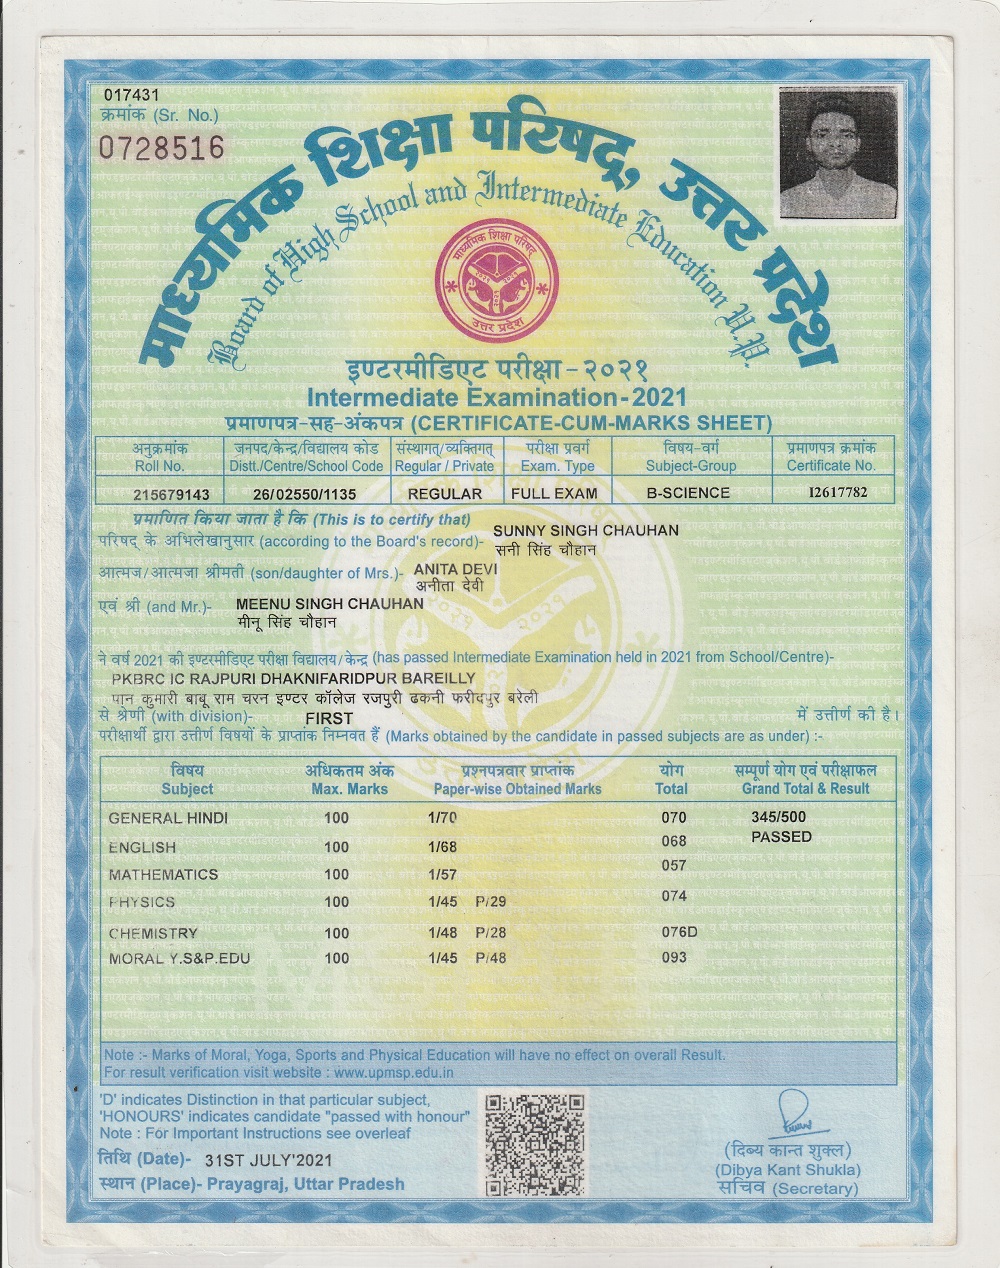 017431
क्रमांक (Sr. No.)
0728516
माध्यमिक शिक्षा परिषद्, उत्तर प्रदेश
Board of High School and Intermediate Education U.P.
माध्यमिक शिक्षा परिषद
उत्तर प्रदेश
इण्टरमीडिएट परीक्षा-२०२१
Intermediate Examination-2021
प्रमाणपत्र-सह-अंकपत्र (CERTIFICATE-CUM-MARKS SHEET)
अनुक्रमांक जनपद/केन्द्र/विद्यालय कोड संस्थागत/व्यक्तिगत परीक्षा प्रवर्ग विषय-वर्ग प्रमाणपत्र क्रमांक
Roll No. Distt./Centre/School Code Regular / Private Exam. Type Subject-Group Certificate No.
215679143 26/02550/1135 REGULAR FULL EXAM B-SCIENCE I2617782
प्रमाणित किया जाता है कि (This is to certify that)
परिषद् के अभिलेखानुसार (according to the Board's record)- SUNNY SINGH CHAUHAN
सनी सिंह चौहान
आत्मज/आत्मजा श्रीमती (son/daughter of Mrs.)- ANITA DEVI
अनीता देवी
एवं श्री (and Mr.)- MEENU SINGH CHAUHAN
मीनू सिंह चौहान
ने वर्ष 2021 की इण्टरमीडिएट परीक्षा विद्यालय/केन्द्र (has passed Intermediate Examination held in 2021 from School/Centre)-
PKBRC IC RAJPURI DHAKNIFARIDPUR BAREILLY
पान कुमारी बाबू राम चरन इण्टर कॉलेज रजपुरी ढकनी फरीदपुर बरेली
से श्रेणी (with division)- FIRST में उत्तीर्ण की है।
परीक्षार्थी द्वारा उत्तीर्ण विषयों के प्राप्तांक निम्नवत हैं (Marks obtained by the candidate in passed subjects are as under) :-
विषय अधिकतम अंक प्रश्नपत्रवार प्राप्तांक योग सम्पूर्ण योग एवं परीक्षाफल
Subject Max. Marks Paper-wise Obtained Marks Total Grand Total & Result
GENERAL HINDI 100 1/70 070 345/500
PASSED
ENGLISH 100 1/68 068
MATHEMATICS 100 1/57 057
PHYSICS 100 1/45 P/29 074
CHEMISTRY 100 1/48 P/28 076D
MORAL Y.S&P.EDU 100 1/45 P/48 093
Note :- Marks of Moral, Yoga, Sports and Physical Education will have no effect on overall Result.
For result verification visit website : www.upmsp.edu.in
'D' indicates Distinction in that particular subject,
'HONOURS' indicates candidate "passed with honour"
Note : For Important Instructions see overleaf
तिथि (Date)- 31ST JULY'2021
स्थान (Place)- Prayagraj, Uttar Pradesh
(दिब्य कान्त शुक्ल)
(Dibya Kant Shukla)
सचिव (Secretary)